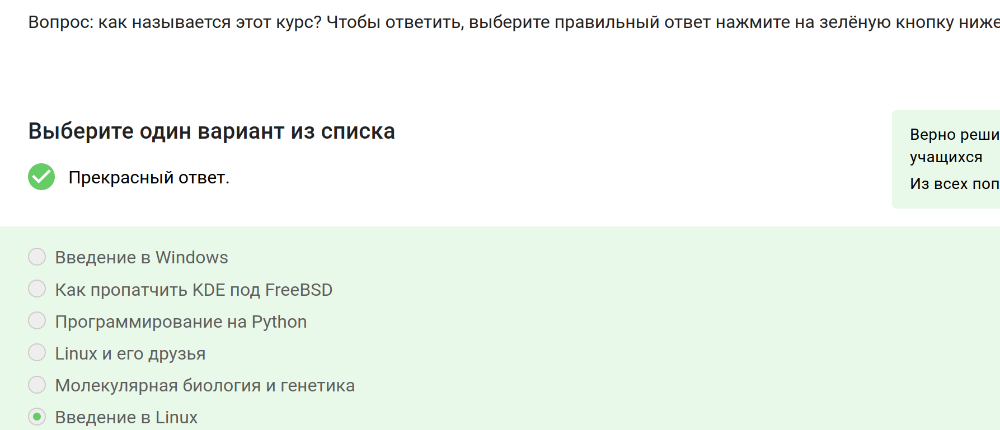 Вопрос: как называется этот курс? Чтобы ответить, выберите правильный ответ нажмите на зелёную кнопку ниже
Выберите один вариант из списка
Прекрасный ответ.
Верно реши
учащихся
Из всех поп
Введение в Windows
Как пропатчить KDE под FreeBSD
Программирование на Python
Linux и его друзья
Молекулярная биология и генетика
Введение в Linux